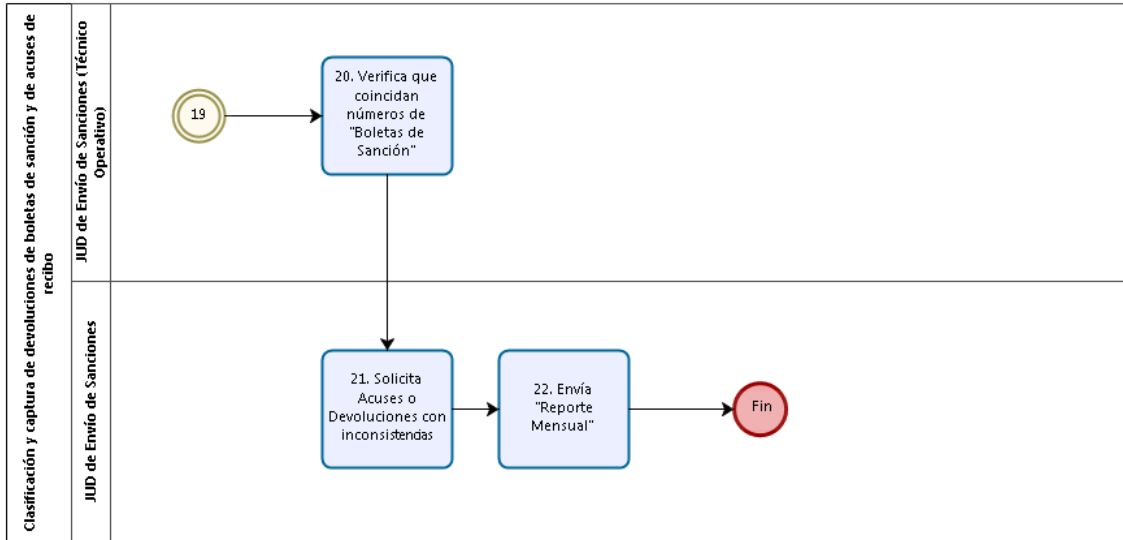 Clasificación y captura de devoluciones de boletas de sanción y de acuses de
recibo
JUD de Envío de Sanciones (Técnico
Operativo)
19
20. Verifica que
coincidan
números de
"Boletas de
Sanción"
JUD de Envío de Sanciones
21. Solicita
Acuses o
Devoluciones con
inconsistencias
22. Envía
"Reporte
Mensual"
Fin